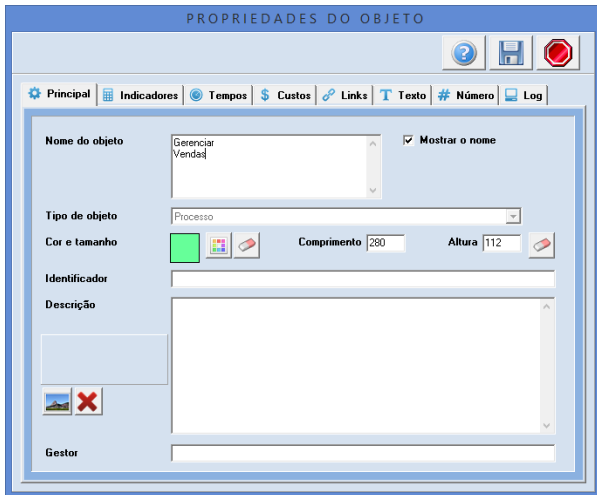 PROPRIEDADES DO OBJETO
?
Principal Indicadores Tempos $ Custos Links T Texto # Número Log
Nome do objeto
Gerenciar
Vendas
Mostrar o nome
Tipo de objeto Processo
Cor e tamanho Comprimento 280 Altura 112
Identificador
Descrição
Gestor